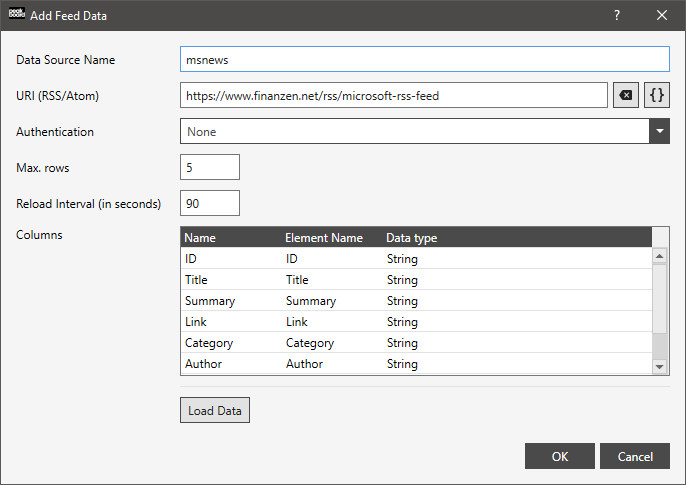 peak
board
Add Feed Data
?
Data Source Name
msnews
URI (RSS/Atom)
https://www.finanzen.net/rss/microsoft-rss-feed
{}
Authentication
None
Max. rows
5
Reload Interval (in seconds)
90
Columns
Name Element Name Data type
ID ID String
Title Title String
Summary Summary String
Link Link String
Category Category String
Author Author String
Load Data
OK Cancel